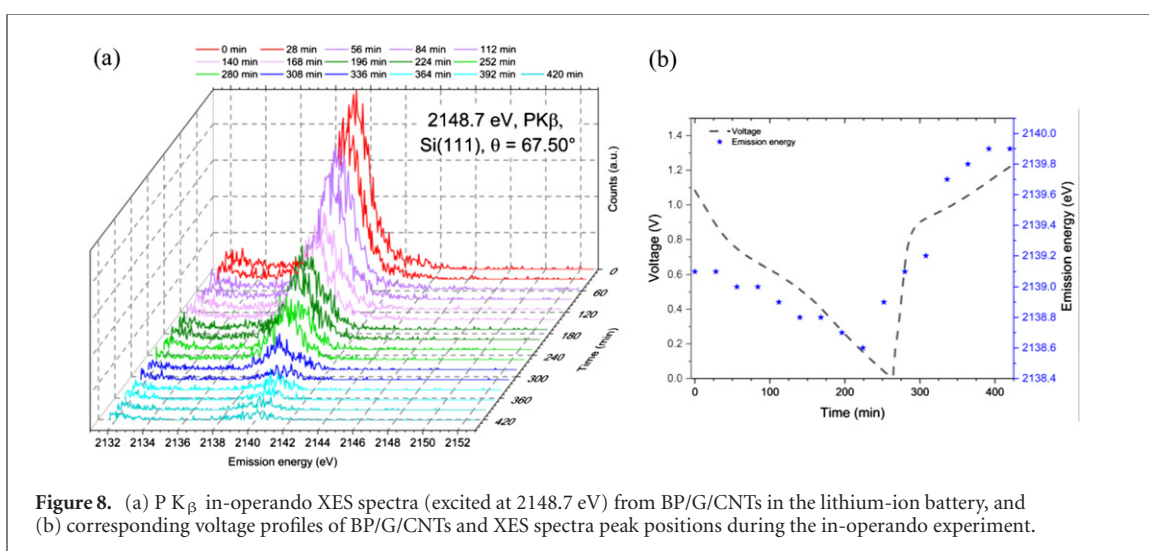 (a)
0 min 28 min 56 min 84 min 112 min
140 min 168 min 196 min 224 min 252 min
280 min 308 min 336 min 364 min 392 min 420 min
2148.7 eV, PKβ,
Si(111), θ = 67.50°
Counts (a.u.)
0
60
120
180
240
300
360
420
Time (min)
2132 2134 2136 2138 2140 2142 2144 2146 2148 2150 2152
Emission energy (eV)
(b)
Voltage
Emission energy
1.4
1.2
1.0
0.8
0.6
0.4
0.2
0.0
Voltage (V)
0 100 200 300 400
Time (min)
2140.0
2139.8
2139.6
2139.4
2139.2
2139.0
2138.8
2138.6
2138.4
Emission energy (eV)
Figure 8. (a) P Kβ in-operando XES spectra (excited at 2148.7 eV) from BP/G/CNTs in the lithium-ion battery, and
(b) corresponding voltage profiles of BP/G/CNTs and XES spectra peak positions during the in-operando experiment.